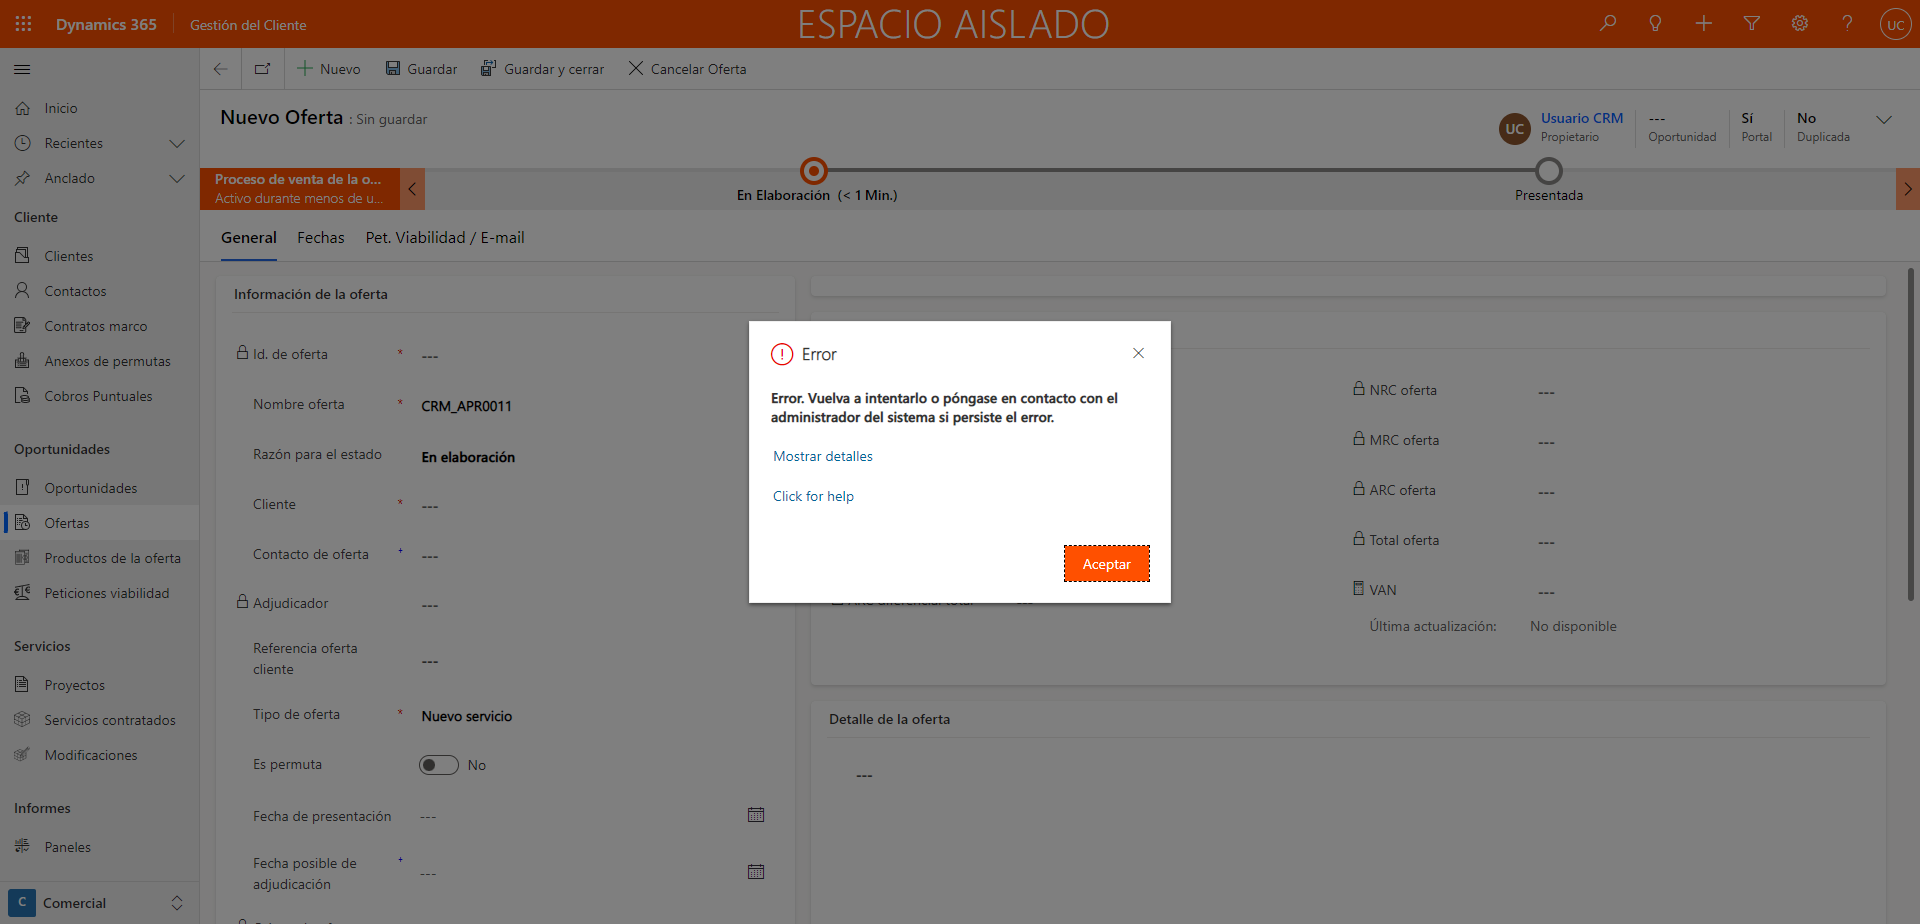 Dynamics 365
Gestión del Cliente
ESPACIO AISLADO
UC
Nuevo
Guardar
Guardar y cerrar
Cancelar Oferta
Inicio
Recientes
Anclado
Cliente
Clientes
Contactos
Contratos marco
Anexos de permutas
Cobros Puntuales
Oportunidades
Oportunidades
Ofertas
Productos de la oferta
Peticiones viabilidad
Servicios
Proyectos
Servicios contratados
Modificaciones
Informes
Paneles
C Comercial
Nuevo Oferta : Sin guardar
UC
Usuario CRM
Propietario
---
Oportunidad
Sí
Portal
No
Duplicada
Proceso de venta de la o...
Activo durante menos de u...
En Elaboración (< 1 Min.)
Presentada
General
Fechas
Pet. Viabilidad / E-mail
Información de la oferta
Id. de oferta * ---
Nombre oferta * CRM_APR0011
Razón para el estado En elaboración
Cliente * ---
Contacto de oferta + ---
Adjudicador ---
Referencia oferta
cliente
---
Tipo de oferta * Nuevo servicio
Es permuta No
Fecha de presentación ---
Fecha posible de
adjudicación
+ ---
Error
Error. Vuelva a intentarlo o póngase en contacto con el
administrador del sistema si persiste el error.
Mostrar detalles
Click for help
Aceptar
NRC oferta ---
MRC oferta ---
ARC oferta ---
Total oferta ---
VAN ---
Última actualización: No disponible
Detalle de la oferta
---